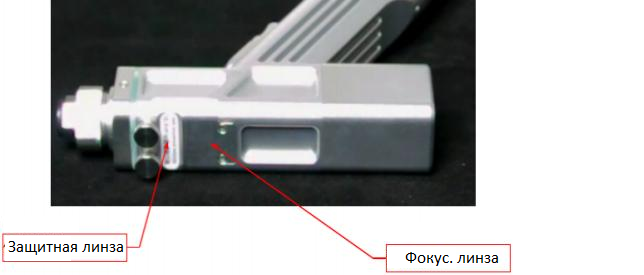 Защитная линза
Фокус. линза